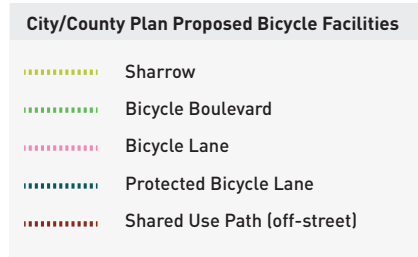 City/County Plan Proposed Bicycle Facilities
Sharrow
Bicycle Boulevard
Bicycle Lane
Protected Bicycle Lane
Shared Use Path (off-street)